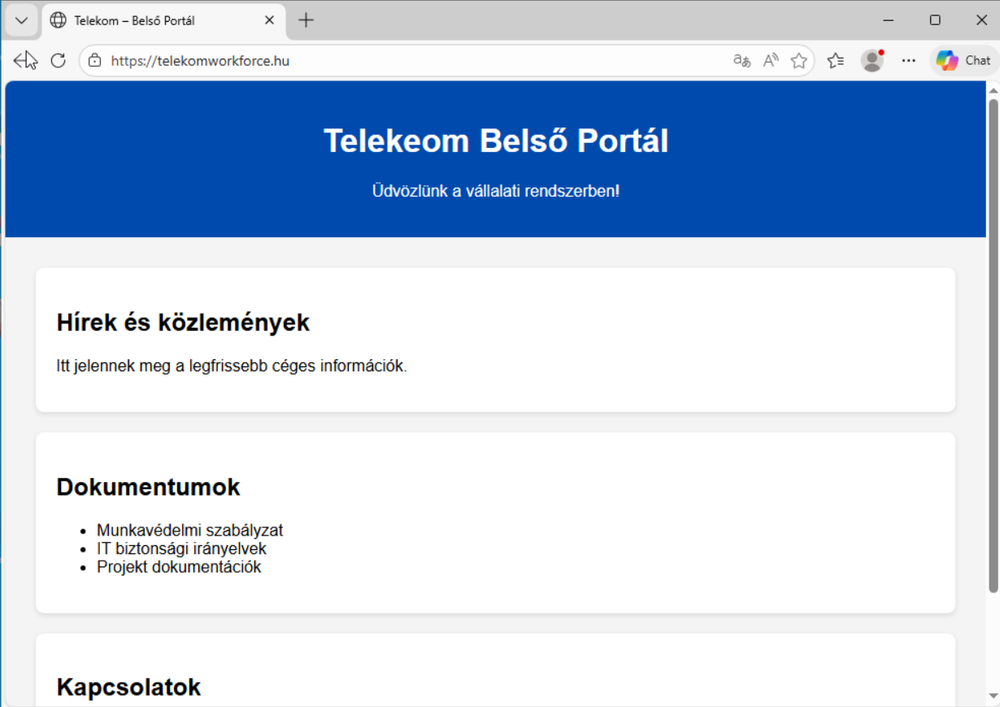 Telekom – Belső Portál
https://telekomworkforce.hu
Chat
Telekeom Belső Portál
Üdvözlünk a vállalati rendszerben!
Hírek és közlemények
Itt jelennek meg a legfrissebb céges információk.
Dokumentumok
Munkavédelmi szabályzat
IT biztonsági irányelvek
Projekt dokumentációk
Kapcsolatok